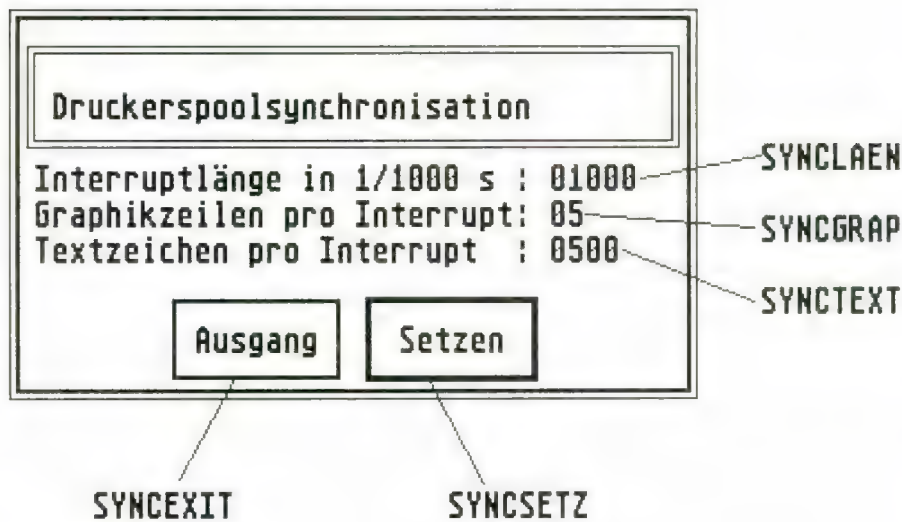 Druckerspoolsynchronisation
Interruptlänge in 1/1000 s : 01000
SYNCLAEN
Graphikzeilen pro Interrupt: 05
SYNCGRAP
Textzeichen pro Interrupt : 0500
SYNCTEXT
Ausgang Setzen
SYNCEXIT SYNCSETZ